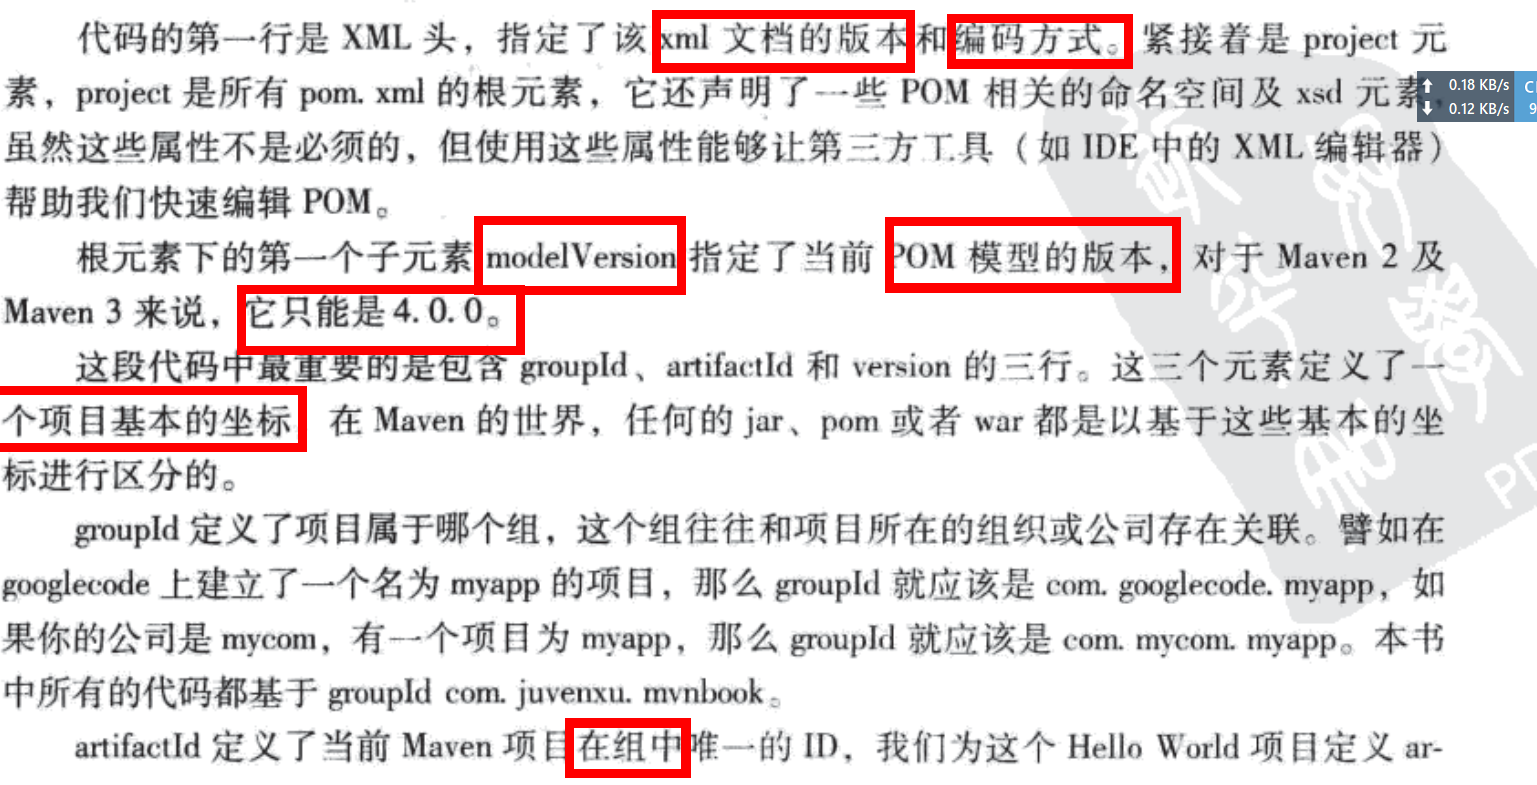 代码的第一行是 XML 头，指定了该 xml 文档的版本和编码方式。紧接着是 project 元
素，project 是所有 pom. xml 的根元素，它还声明了一些 POM 相关的命名空间及 xsd 元素，
0.18 KB/s
0.12 KB/s
虽然这些属性不是必须的，但使用这些属性能够让第三方工具（如 IDE 中的 XML 编辑器）
帮助我们快速编辑 POM。
根元素下的第一个子元素 modelVersion 指定了当前 POM 模型的版本，对于 Maven 2 及
Maven 3 来说，它只能是 4. 0. 0。
这段代码中最重要的是包含 groupId、artifactId 和 version 的三行。这三个元素定义了一
个项目基本的坐标 在 Maven 的世界，任何的 jar、pom 或者 war 都是以基于这些基本的坐
标进行区分的。
groupId 定义了项目属于哪个组，这个组往往和项目所在的组织或公司存在关联。譬如在
googlecode 上建立了一个名为 myapp 的项目，那么 groupId 就应该是 com. googlecode. myapp，如
果你的公司是 mycom，有一个项目为 myapp，那么 groupId 就应该是 com. mycom. myapp。本书
中所有的代码都基于 groupId com. juvenxu. mvnbook。
artifactId 定义了当前 Maven 项目在组中唯一的 ID，我们为这个 Hello World 项目定义 ar-